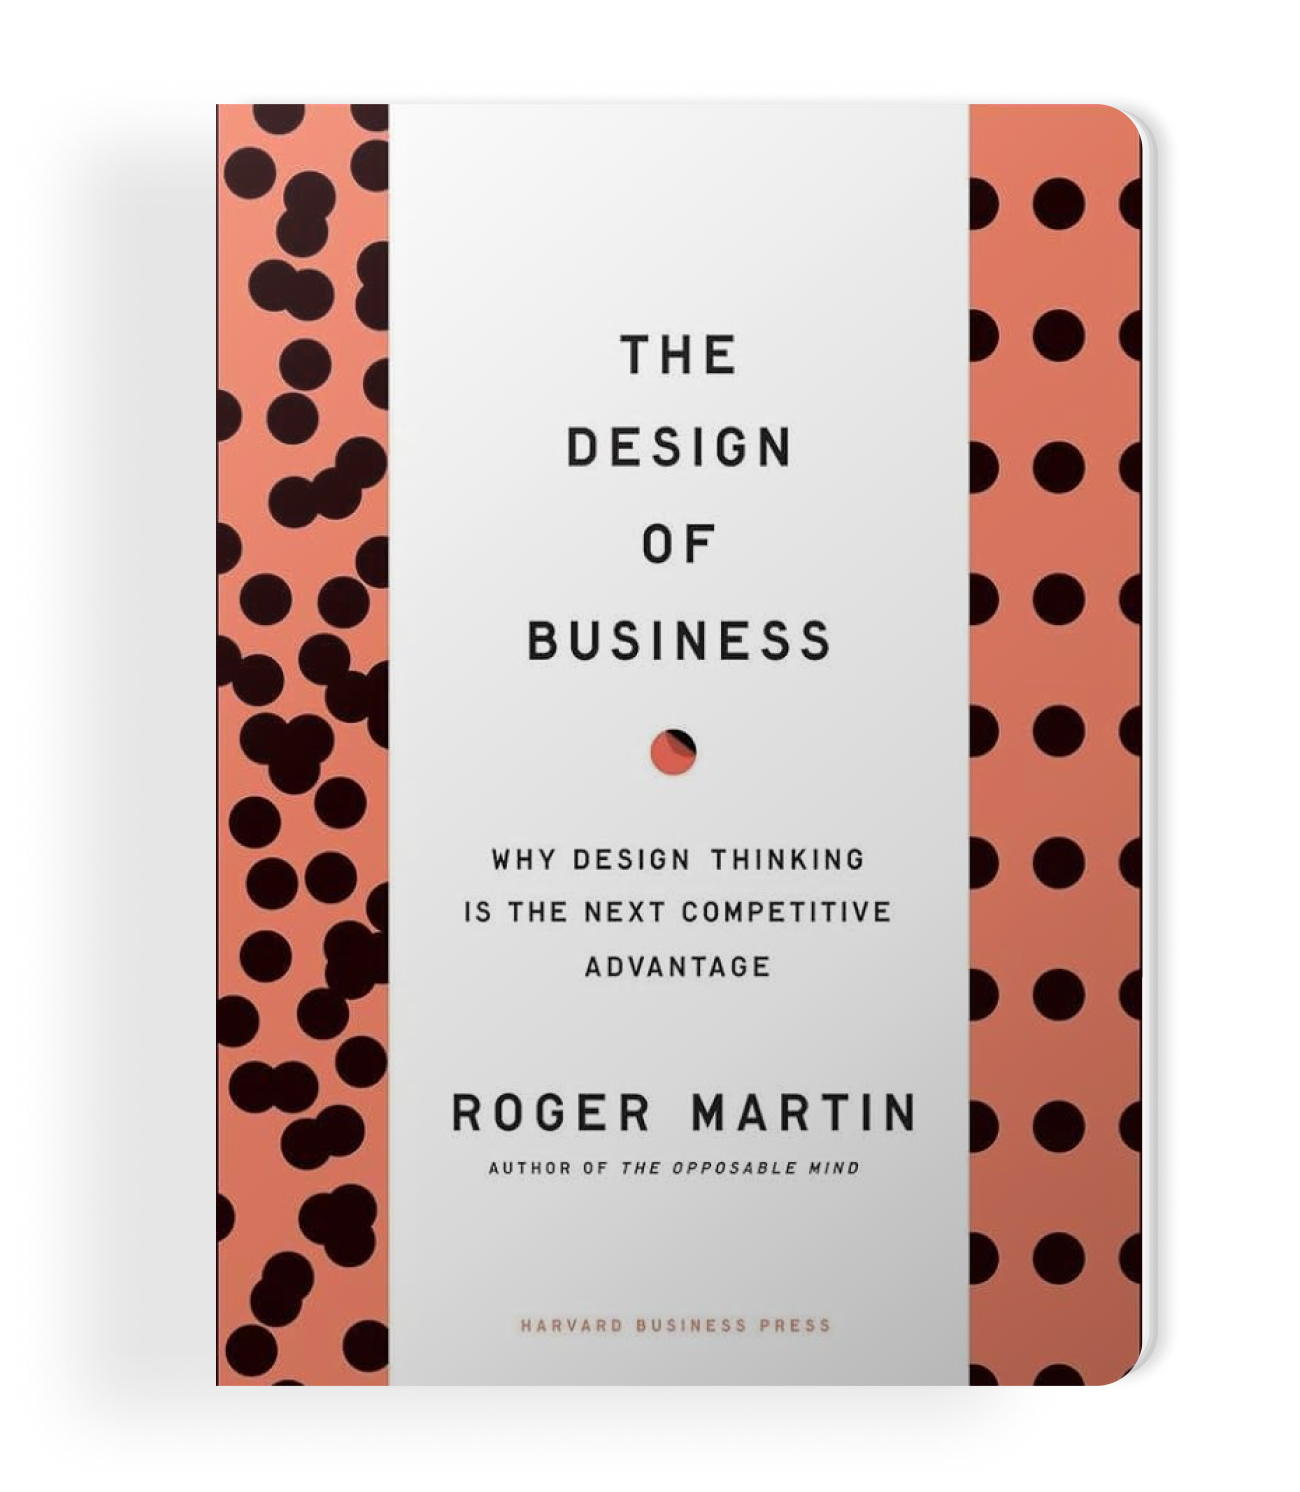 THE
DESIGN
OF
BUSINESS
WHY DESIGN THINKING
IS THE NEXT COMPETITIVE
ADVANTAGE
ROGER MARTIN
AUTHOR OF THE OPPOSABLE MIND
HARVARD BUSINESS PRESS